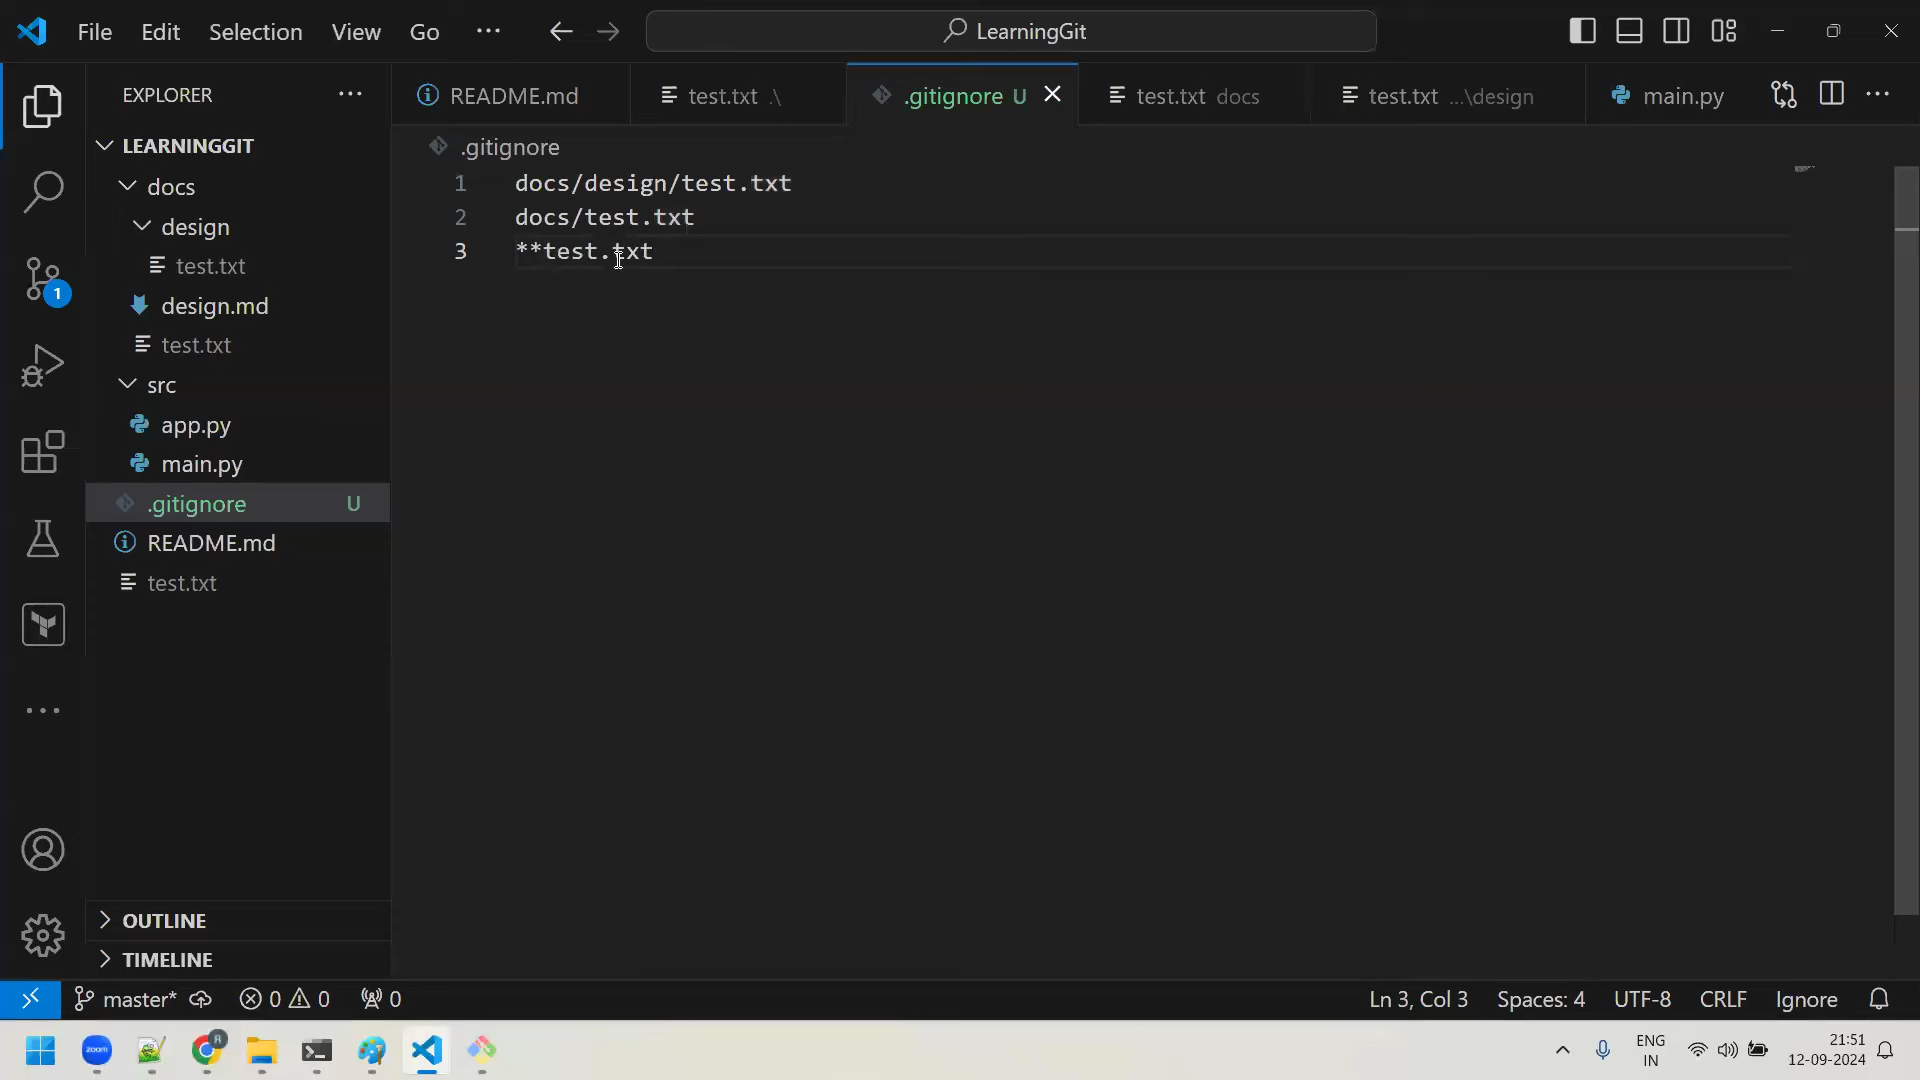 File Edit Selection View Go ··· LearningGit
EXPLORER ···
README.md test.txt .\ .gitignore U test.txt docs test.txt ...\design main.py ···
LEARNINGGIT
docs
design
test.txt
design.md
test.txt
src
app.py
main.py
.gitignore U
README.md
test.txt
OUTLINE
TIMELINE
.gitignore
1 docs/design/test.txt
2 docs/test.txt
3 **test.txt
1
master* 0 0 0 Ln 3, Col 3 Spaces: 4 UTF-8 CRLF Ignore
zoom R ENG
IN
21:51
12-09-2024